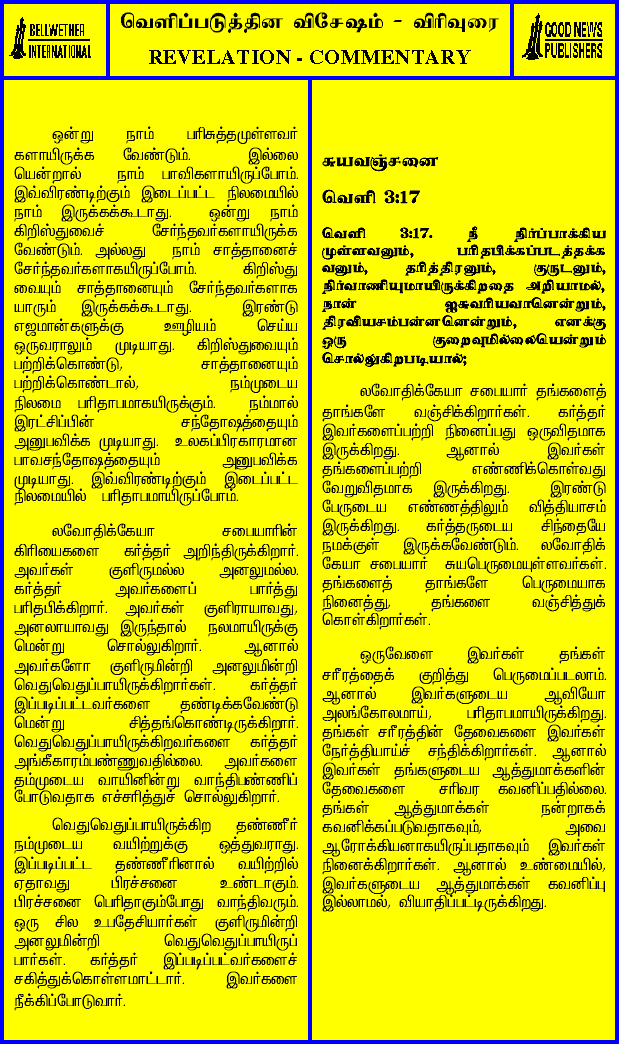 BELLWETHER
INTERNATIONAL
வெளிப்படுத்தின விசேஷம் - விரிவுரை
REVELATION - COMMENTARY
GOOD NEWS
PUBLISHERS
ஒன்று நாம் பரிசுத்தமுள்ளவர்
களாயிருக்க வேண்டும். இல்லை
யென்றால் நாம் பாவிகளாயிருப்போம்.
இவ்விரண்டிற்கும் இடைப்பட்ட நிலமையில்
நாம் இருக்கக்கூடாது. ஒன்று நாம்
கிறிஸ்துவைச் சேர்ந்தவர்களாயிருக்க
வேண்டும். அல்லது நாம் சாத்தானைச்
சேர்ந்தவர்களாகயிருப்போம். கிறிஸ்து
வையும் சாத்தானையும் சேர்ந்தவர்களாக
யாரும் இருக்கக்கூடாது. இரண்டு
எஜமான்களுக்கு ஊழியம் செய்ய
ஒருவராலும் முடியாது. கிறிஸ்துவையும்
பற்றிக்கொண்டு, சாத்தானையும்
பற்றிக்கொண்டால், நம்முடைய
நிலமை பரிதாபமாகயிருக்கும். நம்மால்
இரட்சிப்பின் சந்தோஷத்தையும்
அனுபவிக்க முடியாது. உலகப்பிரகாரமான
பாவசந்தோஷத்தையும் அனுபவிக்க
முடியாது. இவ்விரண்டிற்கும் இடைப்பட்ட
நிலமையில் பரிதாபமாயிருப்போம்.
லவோதிக்கேயா சபையாரின்
கிரியைகளை கர்த்தர் அறிந்திருக்கிறார்.
அவர்கள் குளிருமல்ல அனலுமல்ல.
கர்த்தர் அவர்களைப் பார்த்து
பரிதபிக்கிறார். அவர்கள் குளிராயாவது,
அனலாயாவது இருந்தால் நலமாயிருக்கு
மென்று சொல்லுகிறார். ஆனால்
அவர்களோ குளிருமின்றி அனலுமின்றி
வெதுவெதுப்பாயிருக்கிறார்கள். கர்த்தர்
இப்படிப்பட்டவர்களை தண்டிக்கவேண்டு
மென்று சித்தங்கொண்டிருக்கிறார்.
வெதுவெதுப்பாயிருக்கிறவர்களை கர்த்தர்
அங்கீகாரம்பண்ணுவதில்லை. அவர்களை
தம்முடைய வாயினின்று வாந்திபண்ணிப்
போடுவதாக எச்சரித்துச் சொல்லுகிறார்.
வெதுவெதுப்பாயிருக்கிற தண்ணீர்
நம்முடைய வயிற்றுக்கு ஒத்துவராது.
இப்படிப்பட்ட தண்ணீரினால் வயிற்றில்
ஏதாவது பிரச்சனை உண்டாகும்.
பிரச்சனை பெரிதாகும்போது வாந்திவரும்.
ஒரு சில உபதேசியார்கள் குளிருமின்றி
அனலுமின்றி வெதுவெதுப்பாயிருப்
பார்கள். கர்த்தர் இப்படிப்பட்வர்களைச்
சகித்துக்கொள்ளமாட்டார். இவர்களை
நீக்கிப்போடுவார்.
சுயவஞ்சனை
வெளி 3:17
வெளி 3:17. நீ நிர்ப்பாக்கிய
முள்ளவனும், பரிதபிக்கப்படத்தக்க
வனும், தரித்திரனும், குருடனும்,
நிர்வாணியுமாயிருக்கிறதை அறியாமல்,
நான் ஐசுவரியவானென்றும்,
திரவியசம்பன்னனென்றும், எனக்கு
ஒரு குறைவுமில்லையென்றும்
சொல்லுகிறபடியால்;
லவோதிக்கேயா சபையார் தங்களைத்
தாங்களே வஞ்சிக்கிறார்கள். கர்த்தர்
இவர்களைப்பற்றி நினைப்பது ஒருவிதமாக
இருக்கிறது. ஆனால் இவர்கள்
தங்களைப்பற்றி எண்ணிக்கொள்வது
வேறுவிதமாக இருக்கிறது. இரண்டு
பேருடைய எண்ணத்திலும் வித்தியாசம்
இருக்கிறது. கர்த்தருடைய சிந்தையே
நமக்குள் இருக்கவேண்டும். லவோதிக்
கேயா சபையார் சுயபெருமையுள்ளவர்கள்.
தங்களைத் தாங்களே பெருமையாக
நினைத்து, தங்களை வஞ்சித்துக்
கொள்கிறார்கள்.
ஒருவேளை இவர்கள் தங்கள்
சரீரத்தைக் குறித்து பெருமைப்படலாம்.
ஆனால் இவர்களுடைய ஆவியோ
அலங்கோலமாய், பரிதாபமாயிருக்கிறது.
தங்கள் சரீரத்தின் தேவைகளை இவர்கள்
நேர்த்தியாய்ச் சந்திக்கிறார்கள். ஆனால்
இவர்கள் தங்களுடைய ஆத்துமாக்களின்
தேவைகளை சரிவர கவனிப்பதில்லை.
தங்கள் ஆத்துமாக்கள் நன்றாகக்
கவனிக்கப்படுவதாகவும், அவை
ஆரோக்கியனாகயிருப்பதாகவும் இவர்கள்
நினைக்கிறார்கள். ஆனால் உண்மையில்,
இவர்களுடைய ஆத்துமாக்கள் கவனிப்பு
இல்லாமல், வியாதிப்பட்டிருக்கிறது.